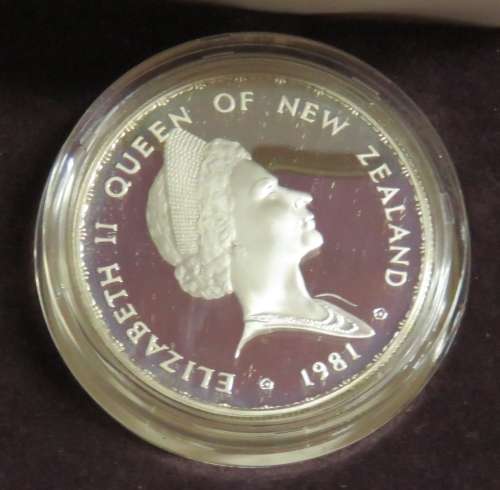 ELIZABETH II QUEEN OF NEW ZEALAND
1981